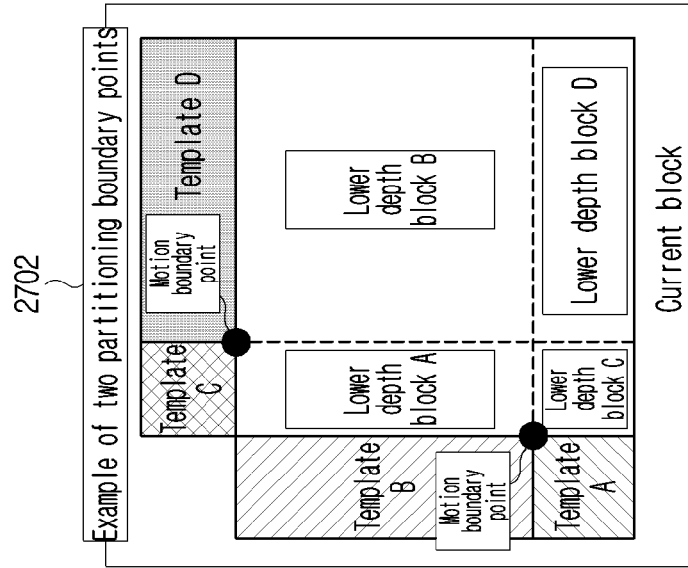 2702
Example of two partitioning boundary points
Template
C
Template D
Motion
boundary
point
Template
B
Motion
boundary
point
Template
A
Lower
depth
block A
Lower
depth
block B
Lower
depth
block C
Lower depth block D
Current block